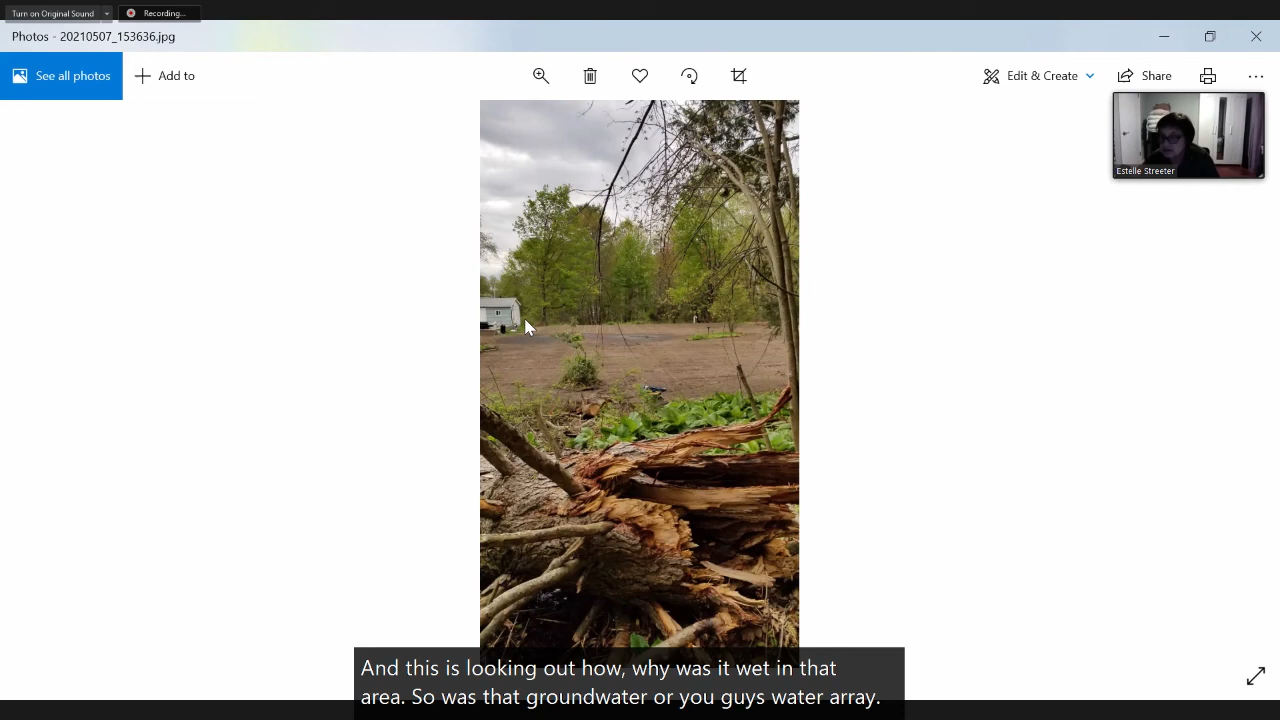 Turn on Original Sound
Recording...
Photos - 20210507_153636.jpg
See all photos
Add to
Edit & Create
Share
Estelle Streeter
And this is looking out how, why was it wet in that
area. So was that groundwater or you guys water array.